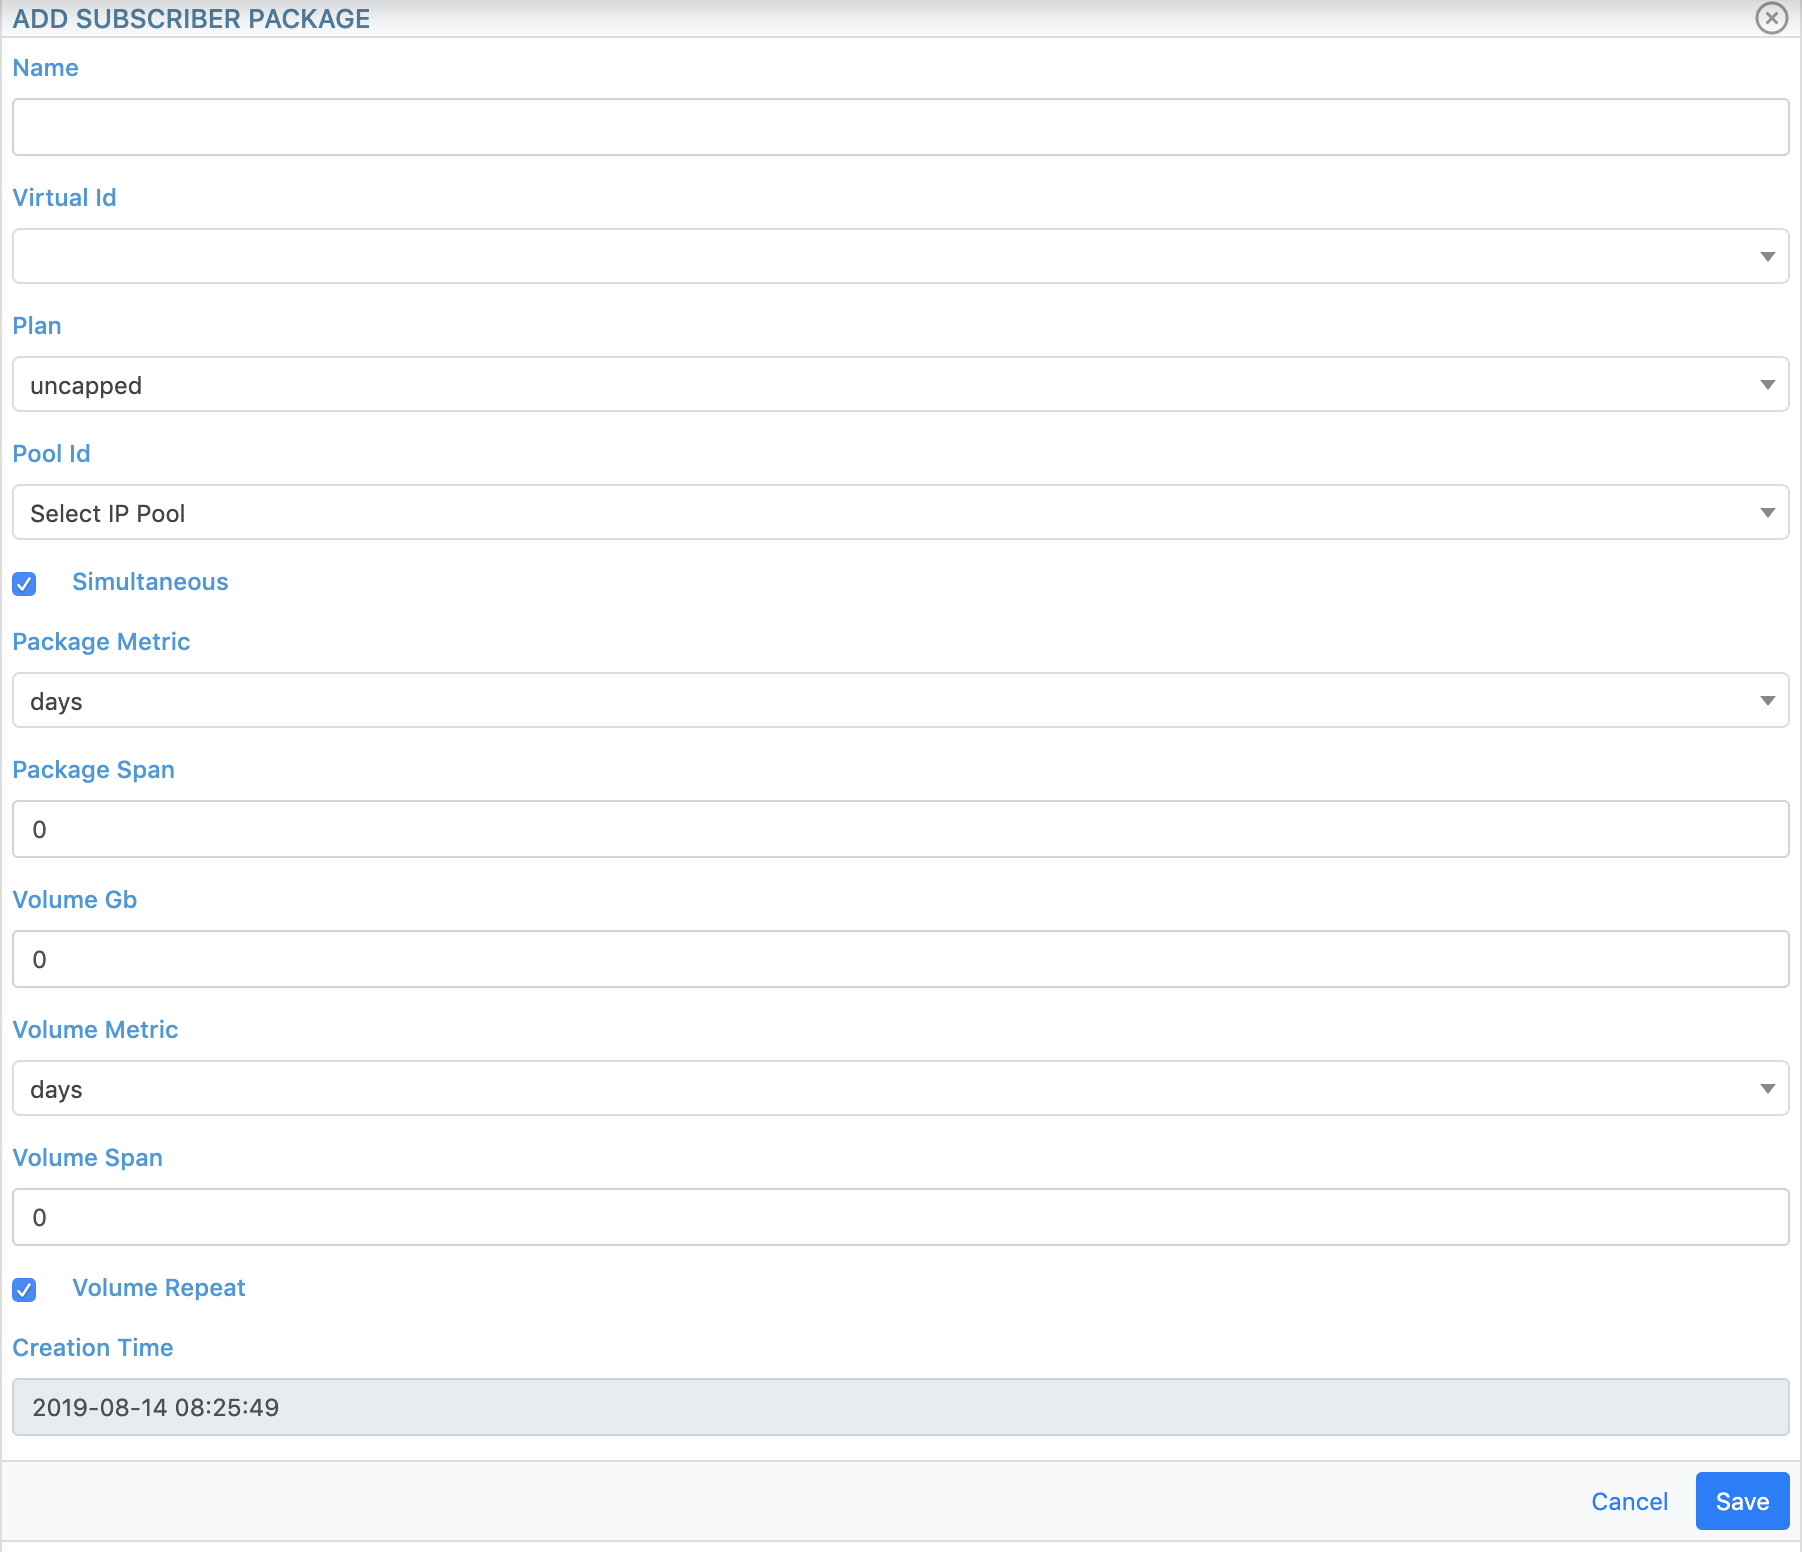 ADD SUBSCRIBER PACKAGE
Name
Virtual Id
Plan
uncapped
Pool Id
Select IP Pool
Simultaneous
Package Metric
days
Package Span
0
Volume Gb
0
Volume Metric
days
Volume Span
0
Volume Repeat
Creation Time
2019-08-14 08:25:49
Cancel Save